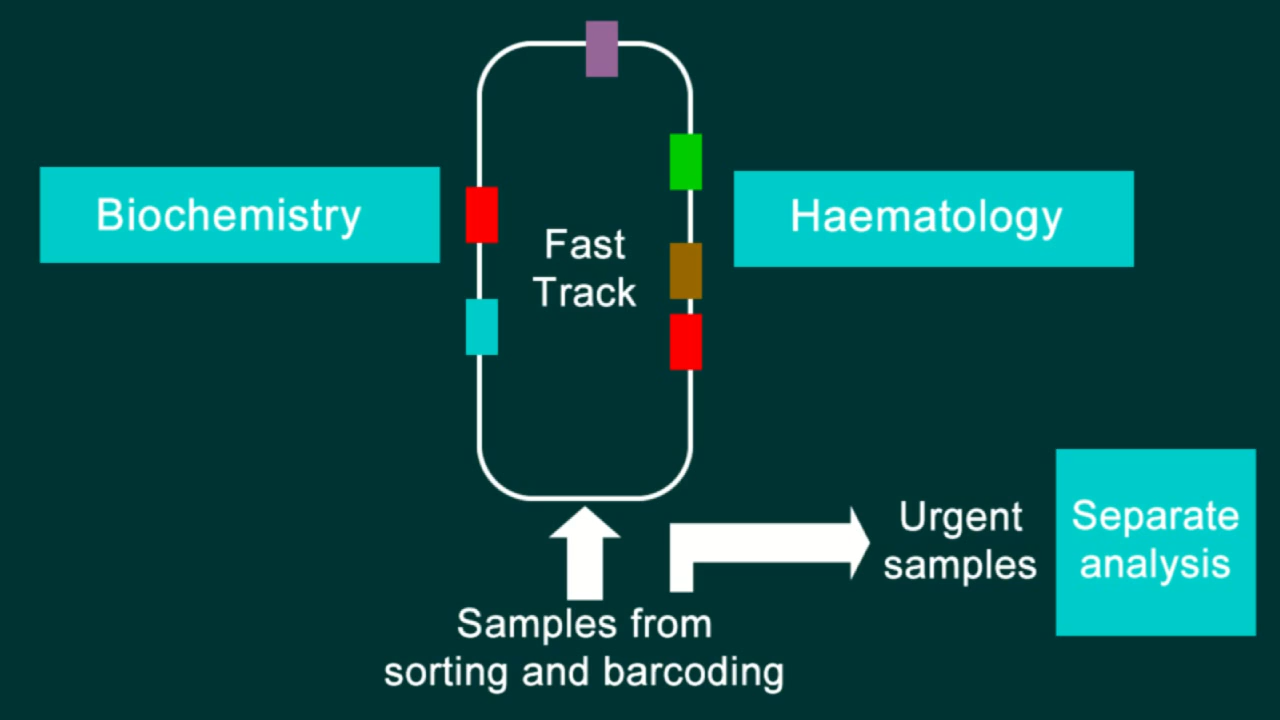 Biochemistry
Haematology
Fast
Track
Urgent
samples
Separate
analysis
Samples from
sorting and barcoding